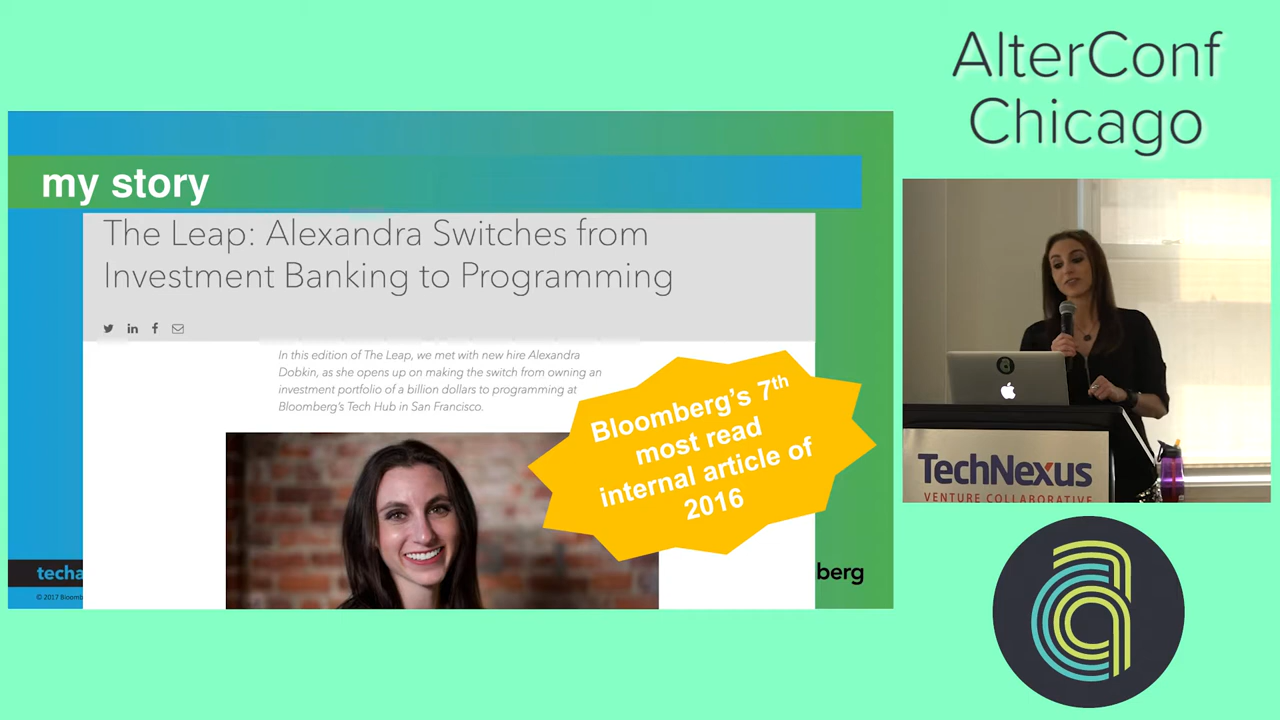 AlterConf
Chicago
my story
The Leap: Alexandra Switches from
Investment Banking to Programming
In this edition of The Leap, we met with new hire Alexandra
Dobkin, as she opens up on making the switch from owning an
investment portfolio of a billion dollars to programming at
Bloomberg's Tech Hub in San Francisco.
Bloomberg's 7th
most read
internal article of
2016
techa
berg
© 2017 Bloomb
TechNexus
VENTURE COLLABORATIVE